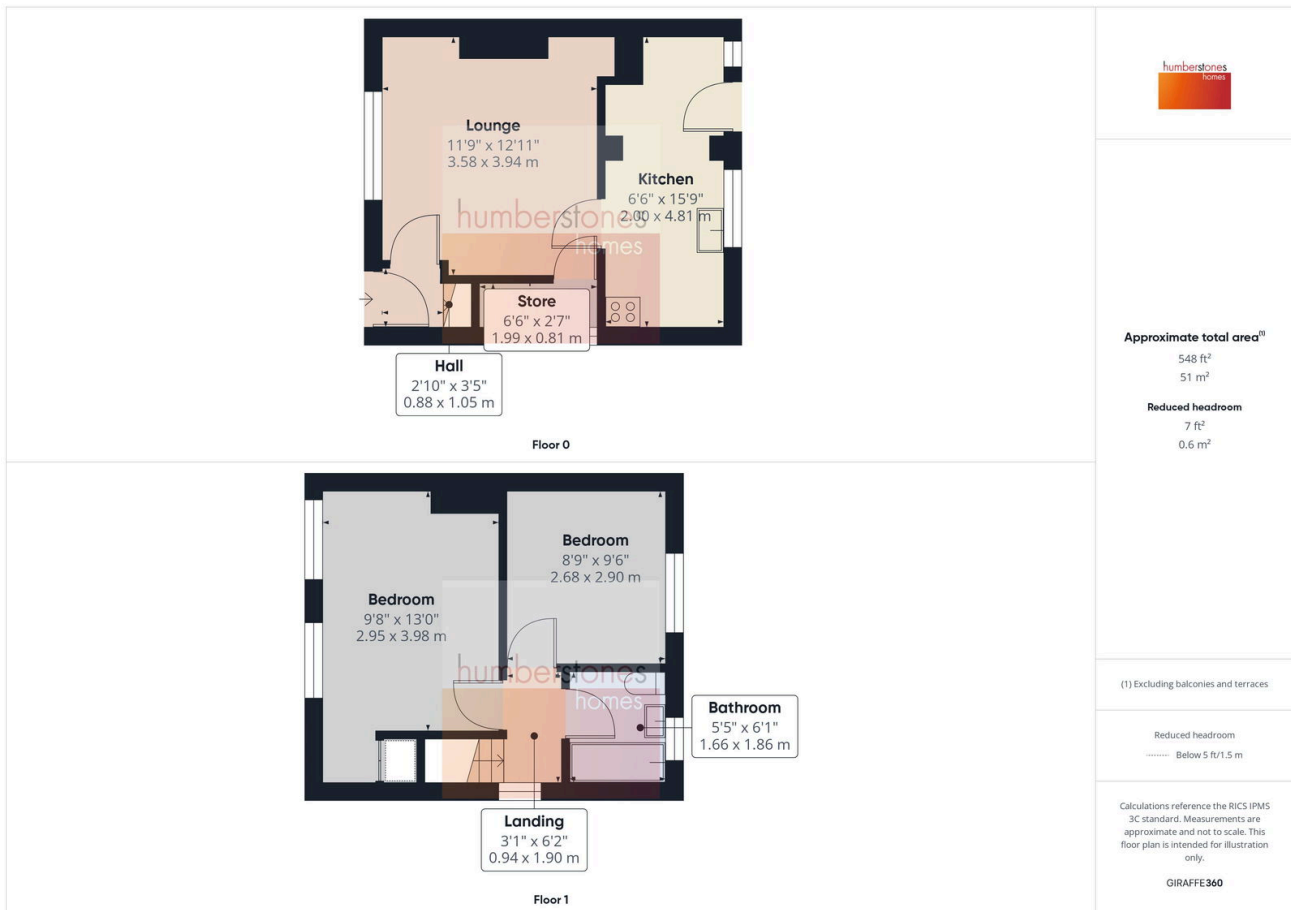 Lounge
11'9" x 12'11"
3.58 x 3.94 m
Kitchen
6'6" x 15'9"
2.00 x 4.81 m
humberstones
homes
Store
6'6" x 2'7"
1.99 x 0.81 m
Hall
2'10" x 3'5"
0.88 x 1.05 m
Floor 0
Bedroom
8'9" x 9'6"
2.68 x 2.90 m
Bedroom
9'8" x 13'0"
2.95 x 3.98 m
humberstones
homes
Bathroom
5'5" x 6'1"
1.66 x 1.86 m
Landing
3'1" x 6'2"
0.94 x 1.90 m
Floor 1
humberstones
homes
Approximate total area(1)
548 ft²
51 m²
Reduced headroom
7 ft²
0.6 m²
(1) Excluding balconies and terraces
Reduced headroom
Below 5 ft/1.5 m
Calculations reference the RICS IPMS
3C standard. Measurements are
approximate and not to scale. This
floor plan is intended for illustration
only.
GIRAFFE360